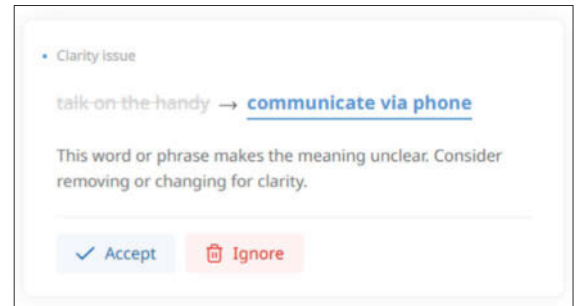 Clarity issue
talk on the handy → communicate via phone
This word or phrase makes the meaning unclear. Consider
removing or changing for clarity.
Accept Ignore